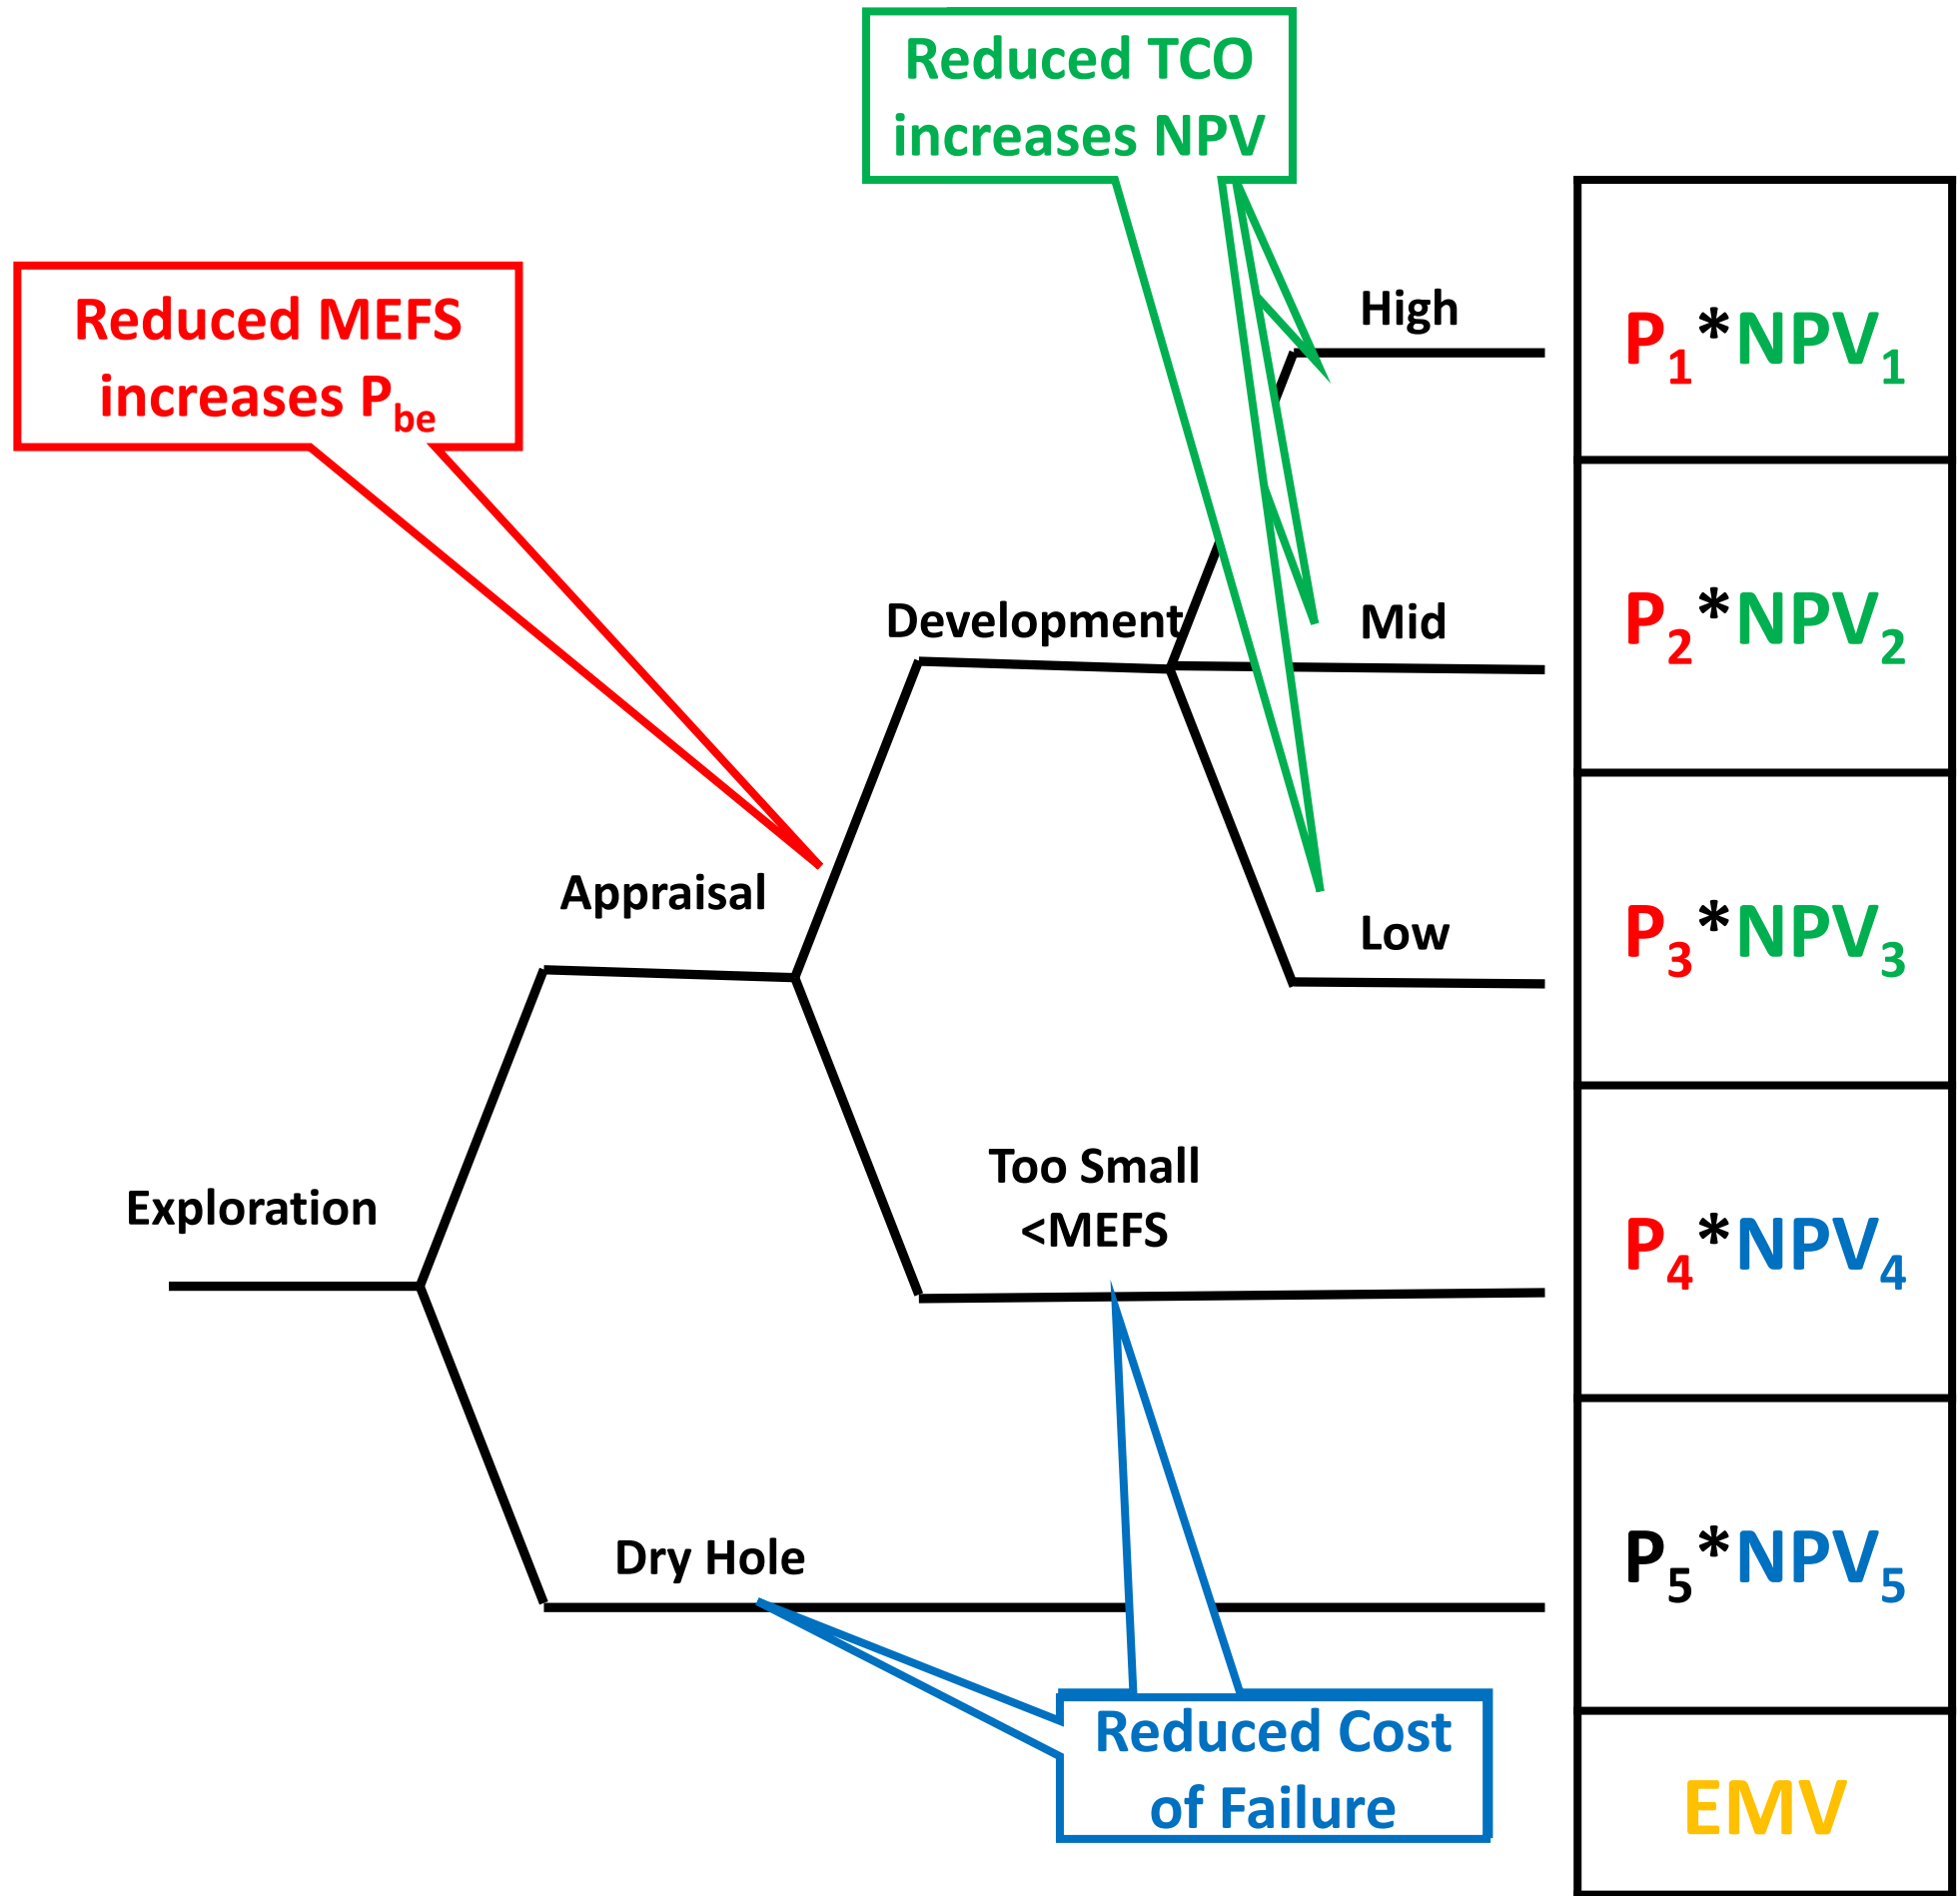 Reduced TCO
increases NPV
Reduced MEFS
increases Pbe
High
P1*NPV1
Development
Mid
P2*NPV2
Appraisal
Low
P3*NPV3
Too Small
<MEFS
Exploration
P4*NPV4
Dry Hole
P5*NPV5
Reduced Cost
of Failure
EMV